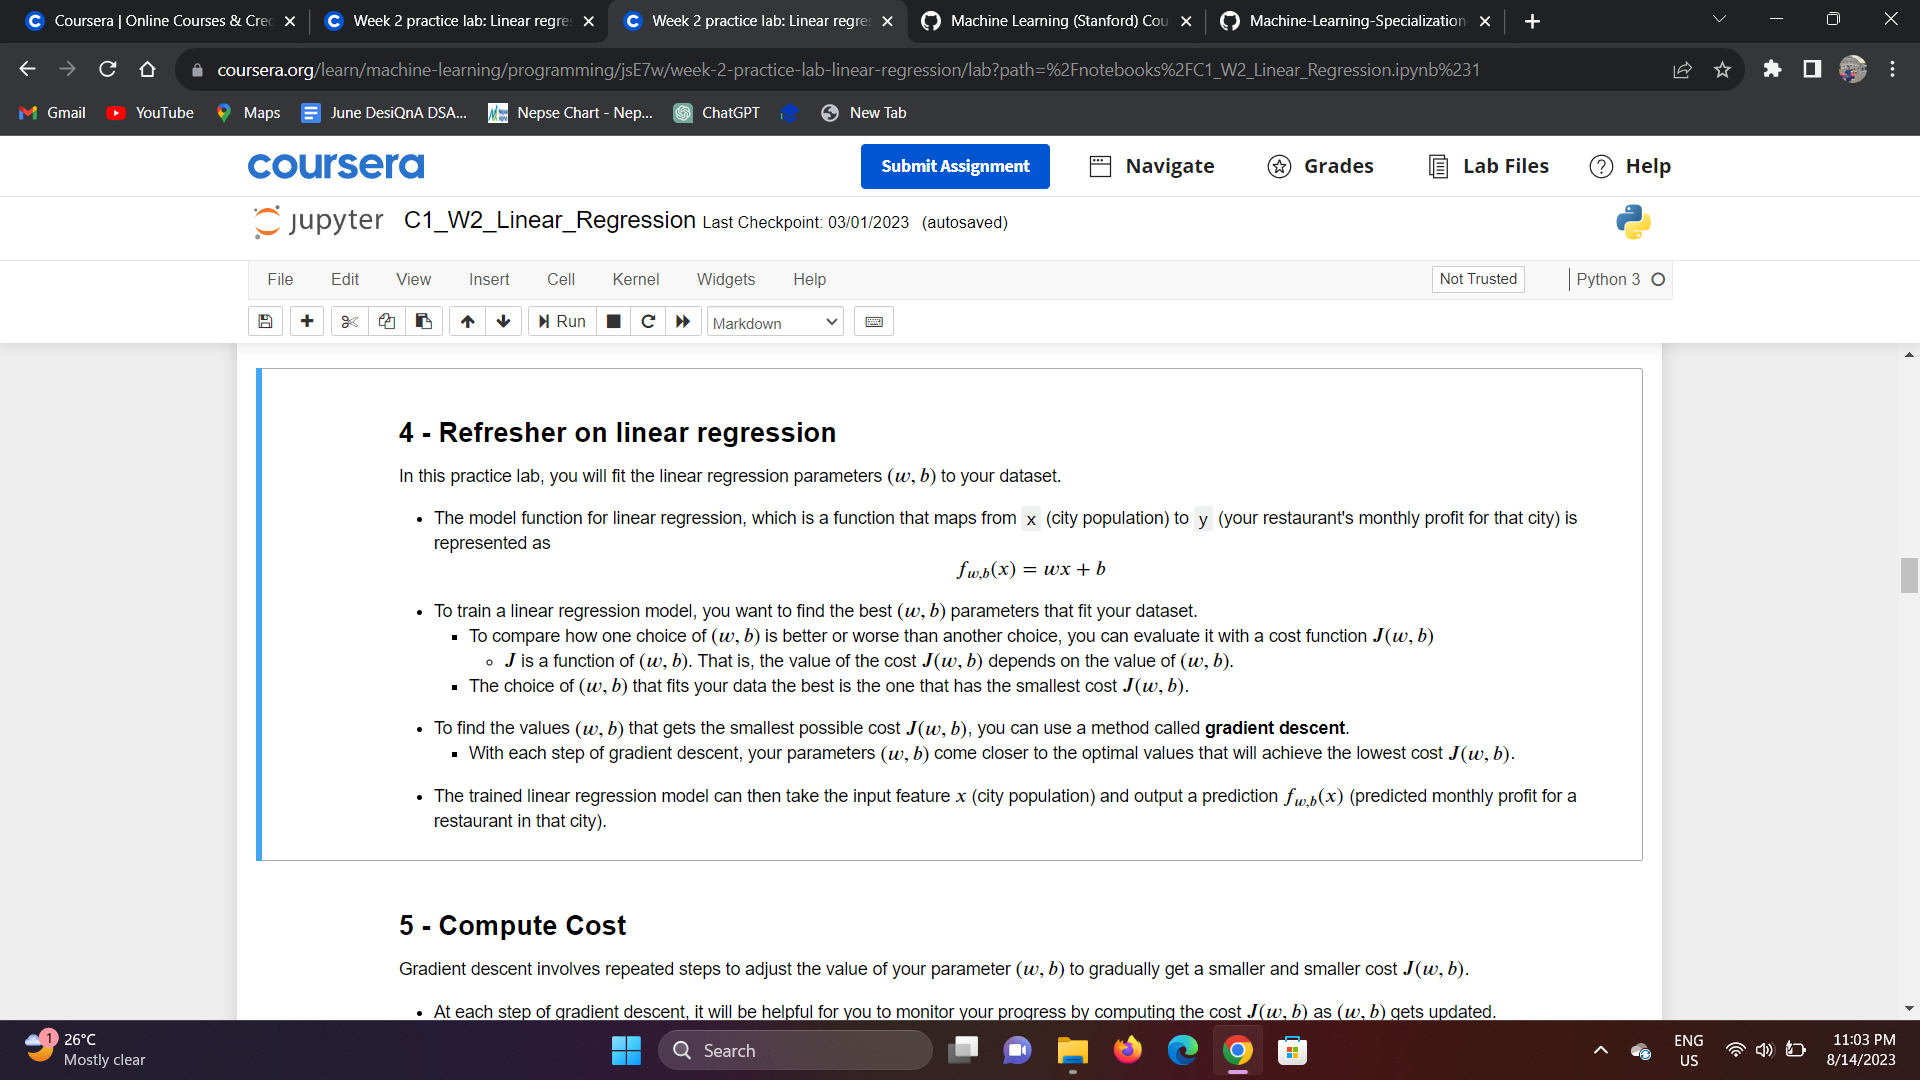 Coursera | Online Courses & Cre
Week 2 practice lab: Linear regre
Week 2 practice lab: Linear regre
Machine Learning (Stanford) Cou
Machine-Learning-Specialization
coursera.org/learn/machine-learning/programming/jsE7w/week-2-practice-lab-linear-regression/lab?path=%2Fnotebooks%2FC1_W2_Linear_Regression.ipynb%231
Gmail YouTube Maps June DesiQnA DSA... Nepse Chart - Nep... ChatGPT New Tab
coursera Submit Assignment Navigate Grades Lab Files Help
jupyter C1_W2_Linear_Regression Last Checkpoint: 03/01/2023 (autosaved)
File Edit View Insert Cell Kernel Widgets Help Not Trusted Python 3
Run Markdown
4 - Refresher on linear regression
In this practice lab, you will fit the linear regression parameters (w, b) to your dataset.
• The model function for linear regression, which is a function that maps from x (city population) to y (your restaurant's monthly profit for that city) is
represented as
f_{w,b}(x) = wx + b
• To train a linear regression model, you want to find the best (w, b) parameters that fit your dataset.
▪ To compare how one choice of (w, b) is better or worse than another choice, you can evaluate it with a cost function J(w, b)
◦ J is a function of (w, b). That is, the value of the cost J(w, b) depends on the value of (w, b).
▪ The choice of (w, b) that fits your data the best is the one that has the smallest cost J(w, b).
• To find the values (w, b) that gets the smallest possible cost J(w, b), you can use a method called gradient descent.
▪ With each step of gradient descent, your parameters (w, b) come closer to the optimal values that will achieve the lowest cost J(w, b).
• The trained linear regression model can then take the input feature x (city population) and output a prediction f_{w,b}(x) (predicted monthly profit for a
restaurant in that city).
5 - Compute Cost
Gradient descent involves repeated steps to adjust the value of your parameter (w, b) to gradually get a smaller and smaller cost J(w, b).
• At each step of gradient descent, it will be helpful for you to monitor your progress by computing the cost J(w, b) as (w, b) gets updated.
1
26°C
Mostly clear
Search
ENG
US
11:03 PM
8/14/2023